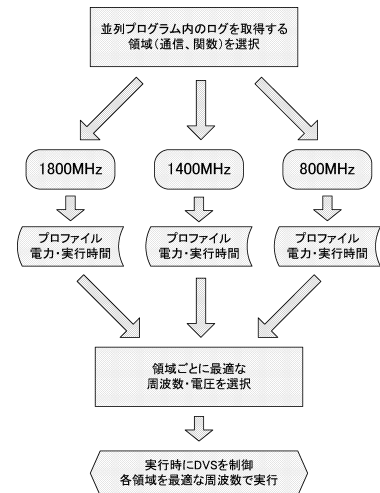 並列プログラム内のログを取得する
領域(通信、関数)を選択
1800MHz
1400MHz
800MHz
プロファイル
電力・実行時間
プロファイル
電力・実行時間
プロファイル
電力・実行時間
領域ごとに最適な
周波数・電圧を選択
実行時にDVSを制御
各領域を最適な周波数で実行